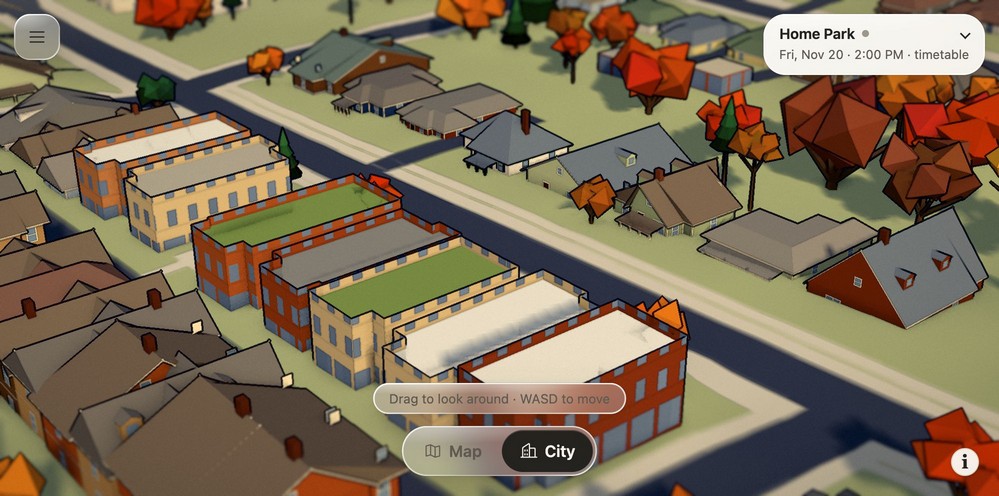 Home Park
Fri, Nov 20 · 2:00 PM · timetable
Drag to look around · WASD to move
Map
City
i